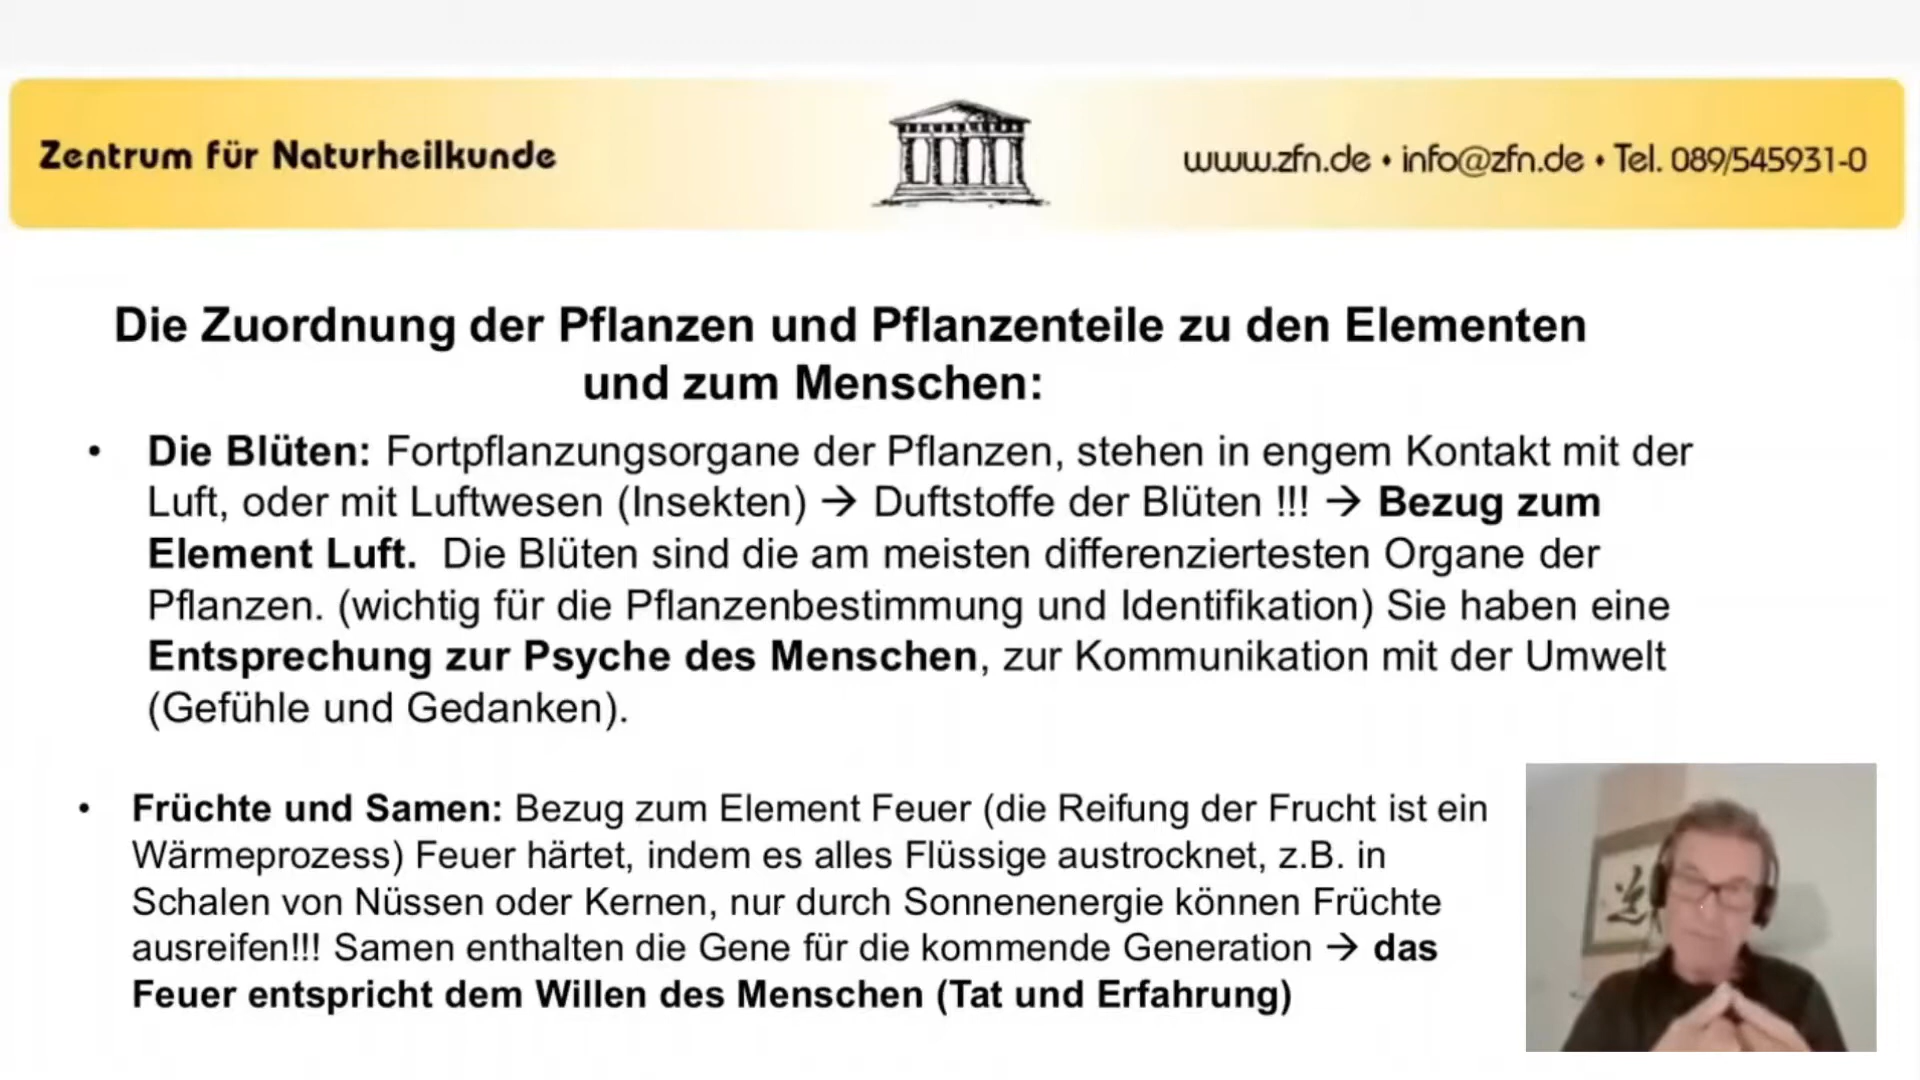 Zentrum für Naturheilkunde
www.zfn.de • info@zfn.de • Tel. 089/545931-0
Die Zuordnung der Pflanzen und Pflanzenteile zu den Elementen
und zum Menschen:
• Die Blüten: Fortpflanzungsorgane der Pflanzen, stehen in engem Kontakt mit der
Luft, oder mit Luftwesen (Insekten) → Duftstoffe der Blüten !!! → Bezug zum
Element Luft. Die Blüten sind die am meisten differenziertesten Organe der
Pflanzen. (wichtig für die Pflanzenbestimmung und Identifikation) Sie haben eine
Entsprechung zur Psyche des Menschen, zur Kommunikation mit der Umwelt
(Gefühle und Gedanken).
• Früchte und Samen: Bezug zum Element Feuer (die Reifung der Frucht ist ein
Wärmeprozess) Feuer härtet, indem es alles Flüssige austrocknet, z.B. in
Schalen von Nüssen oder Kernen, nur durch Sonnenenergie können Früchte
ausreifen!!! Samen enthalten die Gene für die kommende Generation → das
Feuer entspricht dem Willen des Menschen (Tat und Erfahrung)